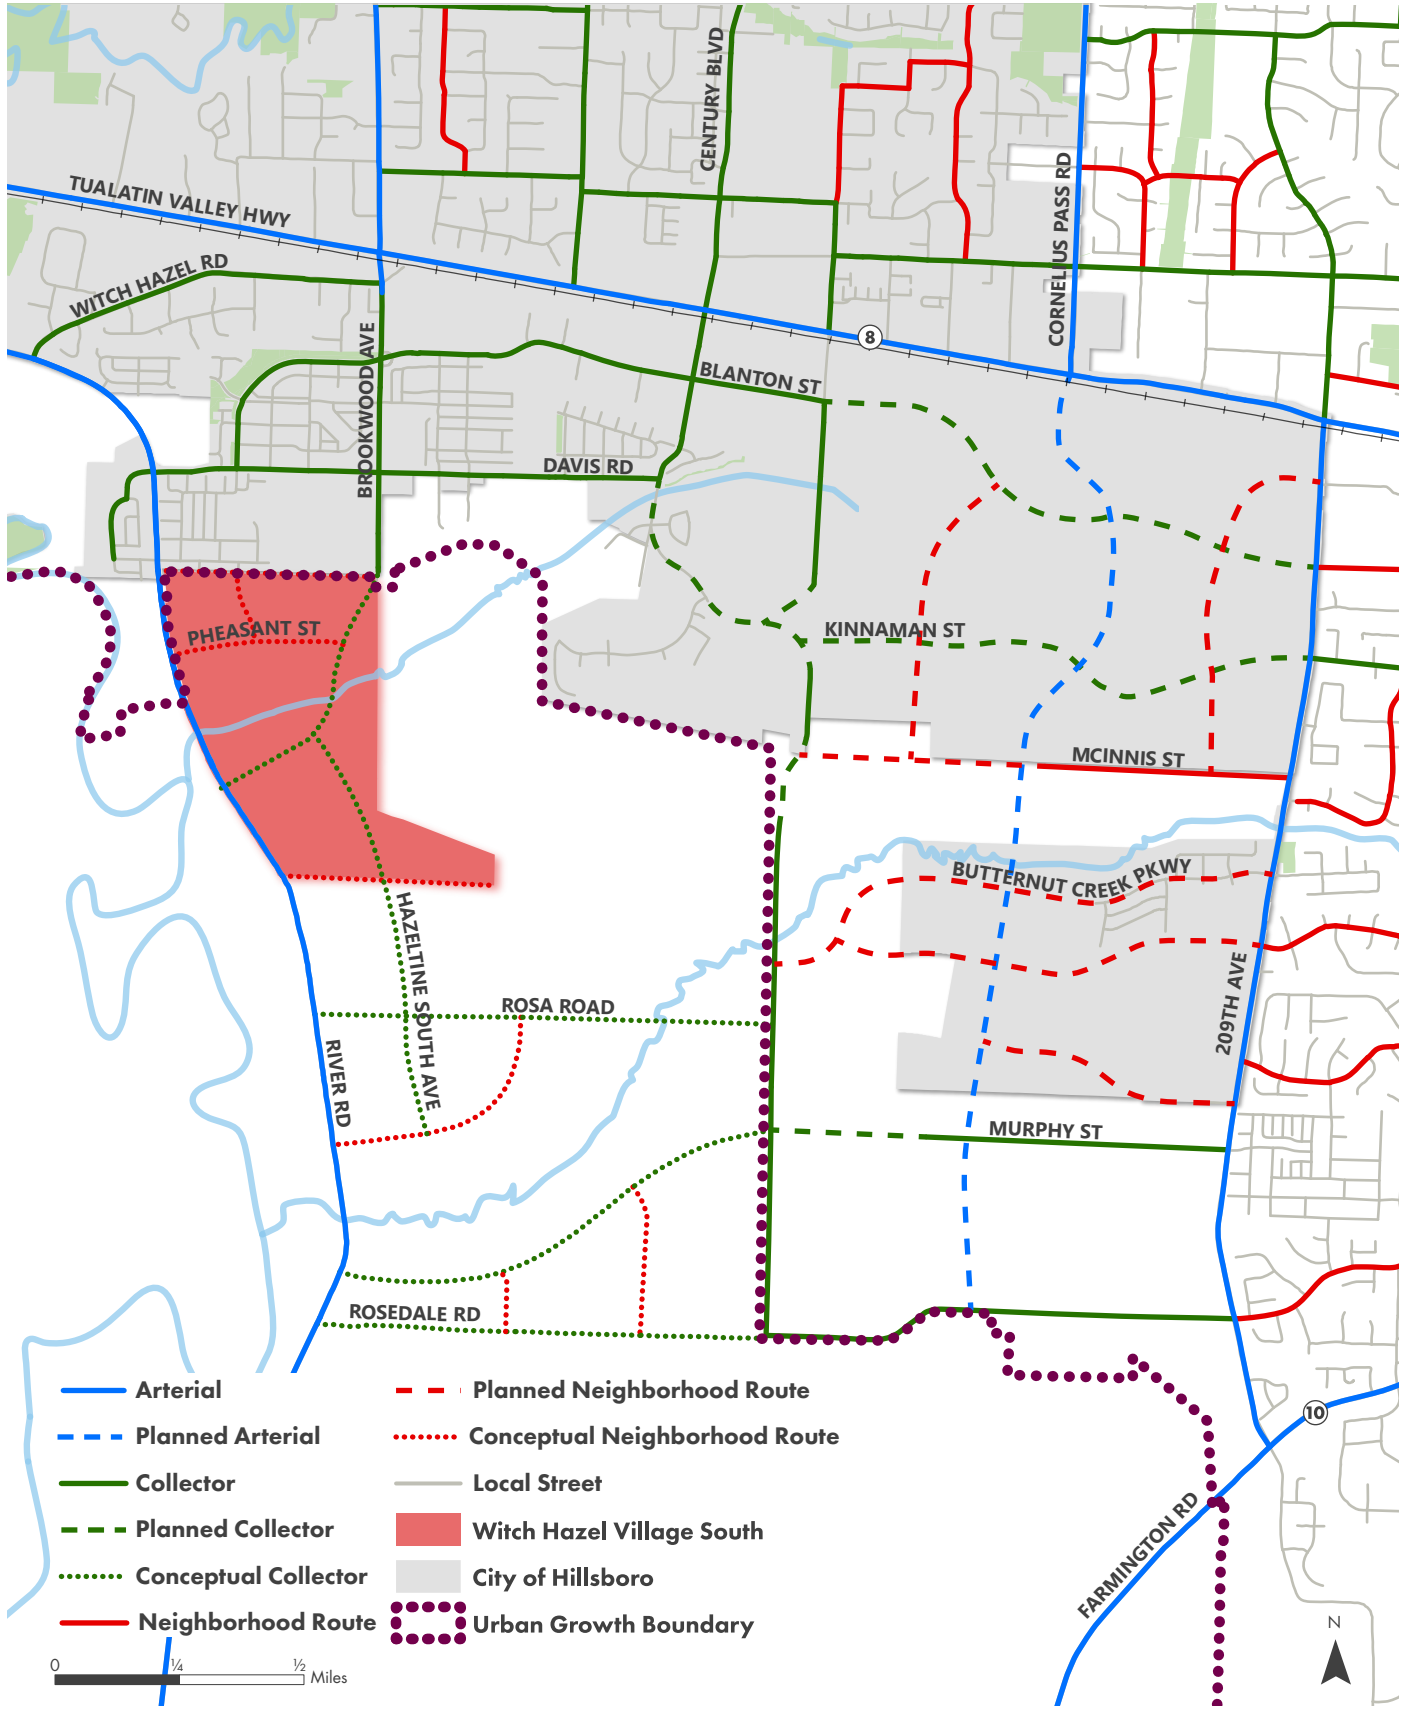 CENTURY BLVD
TUALATIN VALLEY HWY
CORNELIUS PASS RD
WITCH HAZEL RD
8
BROOKWOOD AVE
BLANTON ST
DAVIS RD
PHEASANT ST
KINNAMAN ST
MCINNIS ST
BUTTERNUT CREEK PKWY
HAZELTINE SOUTH AVE
209TH AVE
ROSA ROAD
RIVER RD
MURPHY ST
ROSEDALE RD
10
FARMINGTON RD
Arterial
Planned Arterial
Collector
Planned Collector
Conceptual Collector
Neighborhood Route
Planned Neighborhood Route
Conceptual Neighborhood Route
Local Street
Witch Hazel Village South
City of Hillsboro
Urban Growth Boundary
0 ¼ ½ Miles
N